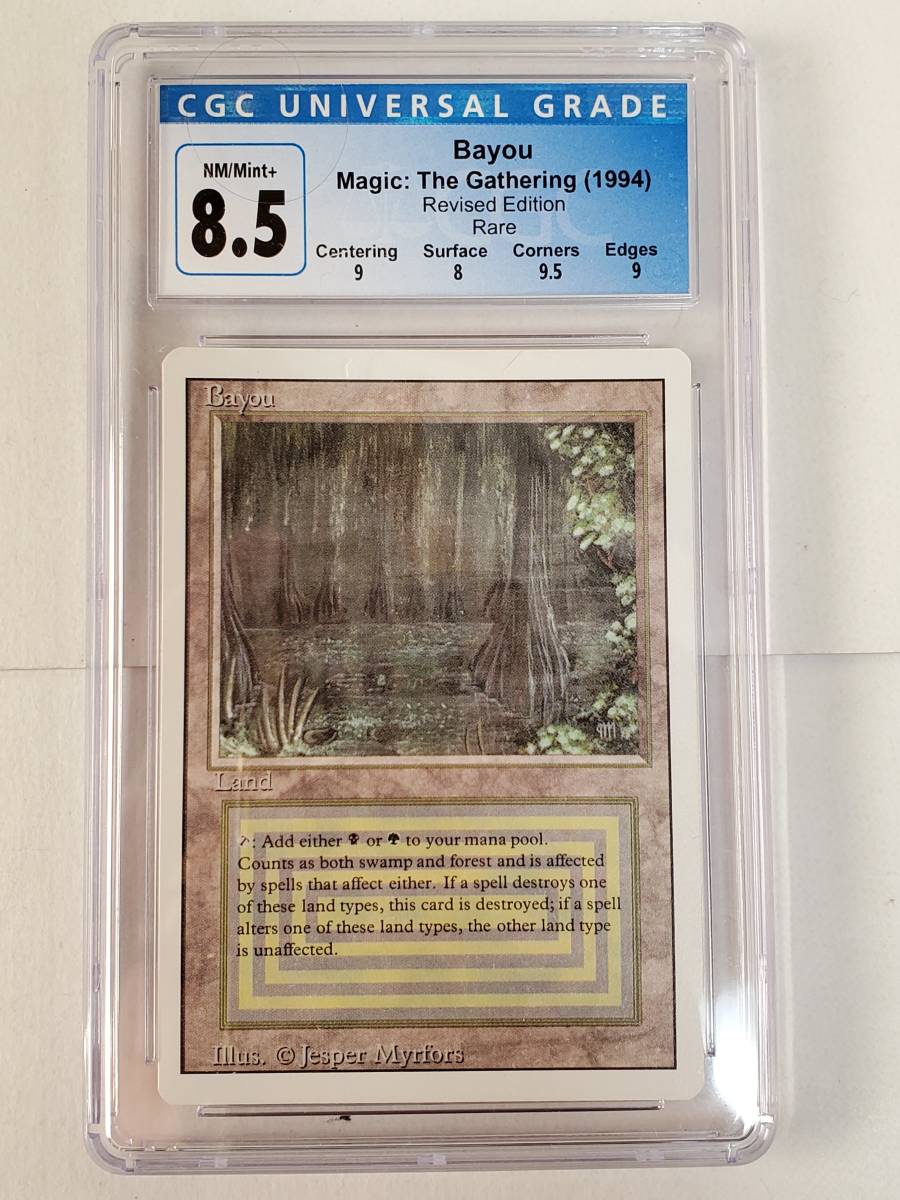 CGC UNIVERSAL GRADE
NM/Mint+
8.5
Bayou
Magic: The Gathering (1994)
Revised Edition
Rare
Centering Surface Corners Edges
9 8 9.5 9
Bayou
Land
: Add either or to your mana pool.
Counts as both swamp and forest and is affected
by spells that affect either. If a spell destroys one
of these land types, this card is destroyed; if a spell
alters one of these land types, the other land type
is unaffected.
Illus. © Jesper Myrfors